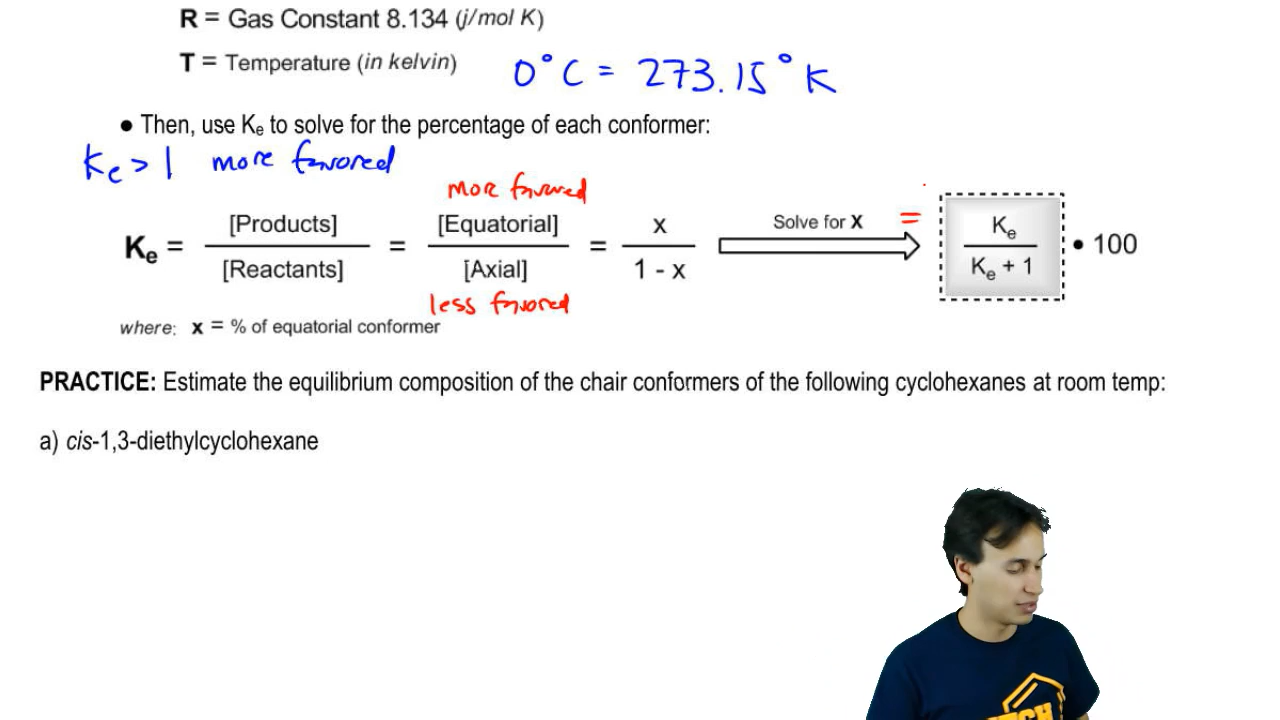 R = Gas Constant 8.134 (j/mol K)
T = Temperature (in kelvin) 0°C = 273.15°K
● Then, use Ke to solve for the percentage of each conformer:
Ke > 1 more favored
more favored
Ke = [Products] / [Reactants] = [Equatorial] / [Axial] = x / 1 - x Solve for X = Ke / Ke + 1 • 100
less favored
where: x = % of equatorial conformer
PRACTICE: Estimate the equilibrium composition of the chair conformers of the following cyclohexanes at room temp:
a) cis-1,3-diethylcyclohexane